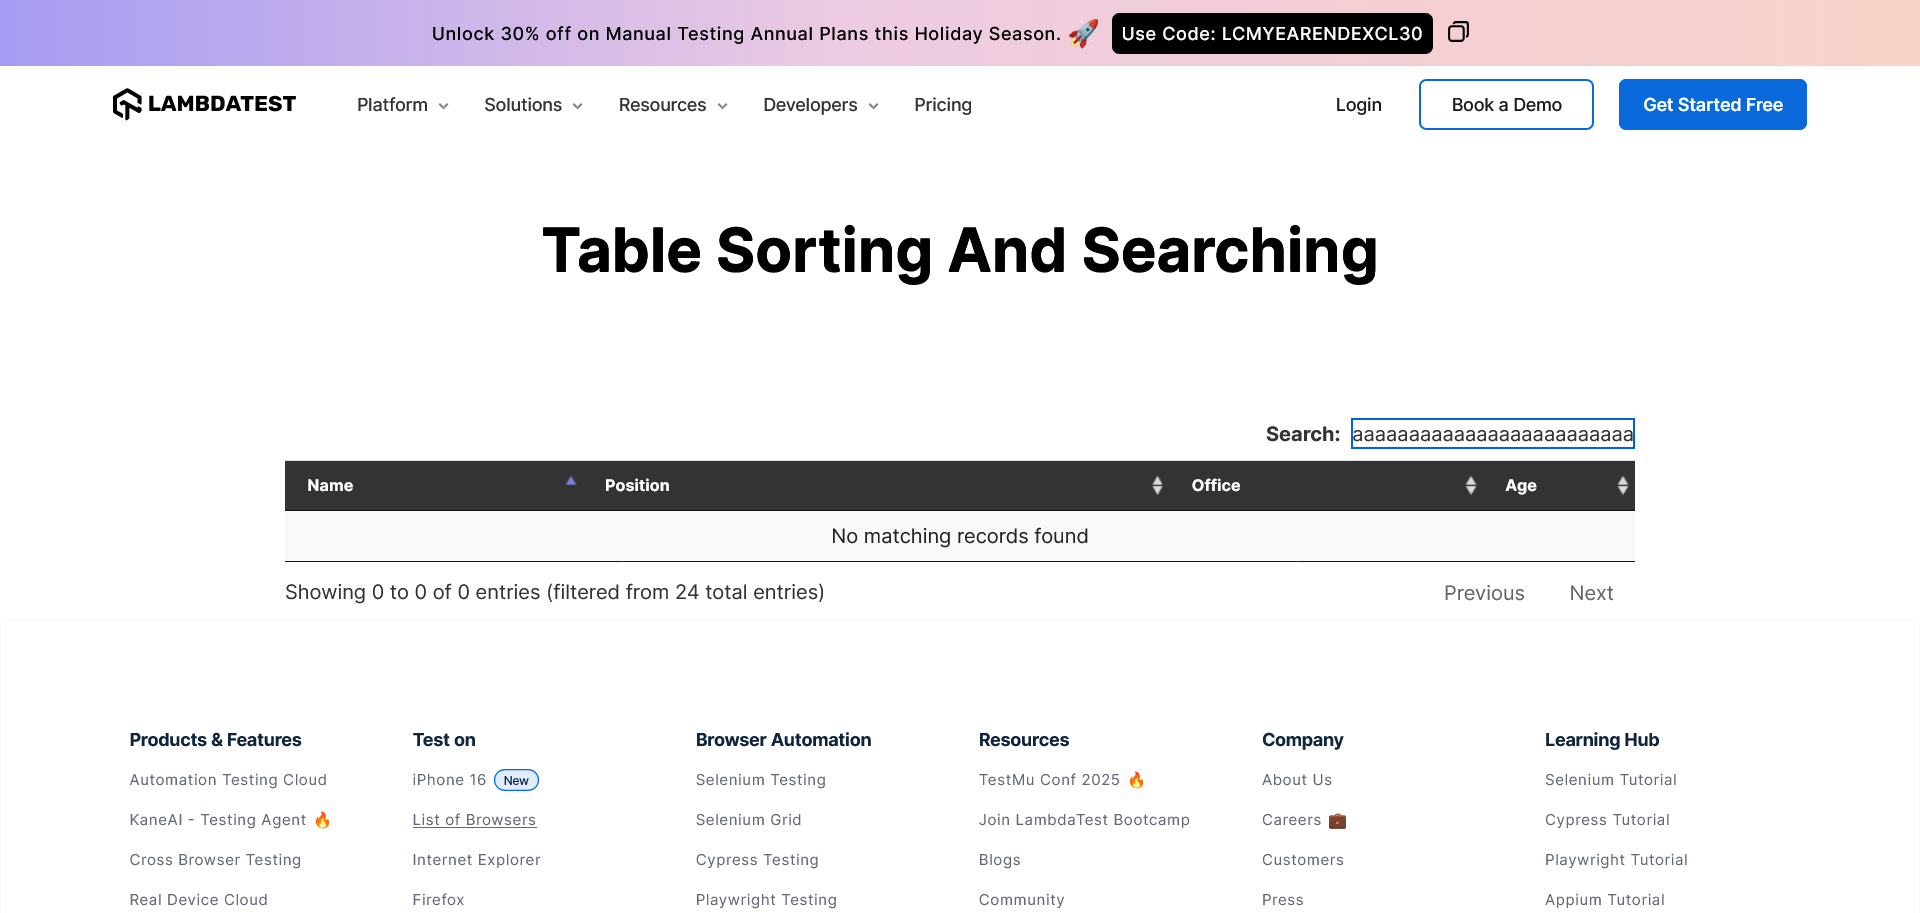 Unlock 30% off on Manual Testing Annual Plans this Holiday Season. 🚀 Use Code: LCMYEARENDEXCL30
LAMBDATEST Platform Solutions Resources Developers Pricing Login Book a Demo Get Started Free
Table Sorting And Searching
Search: aaaaaaaaaaaaaaaaaaaaaaaaa
Name Position Office Age
No matching records found
Showing 0 to 0 of 0 entries (filtered from 24 total entries) Previous Next
Products & Features Test on Browser Automation Resources Company Learning Hub
Automation Testing Cloud iPhone 16 New Selenium Testing TestMu Conf 2025 🔥 About Us Selenium Tutorial
KaneAI - Testing Agent 🔥 List of Browsers Selenium Grid Join LambdaTest Bootcamp Careers 💼 Cypress Tutorial
Cross Browser Testing Internet Explorer Cypress Testing Blogs Customers Playwright Tutorial
Real Device Cloud Firefox Playwright Testing Community Press Appium Tutorial